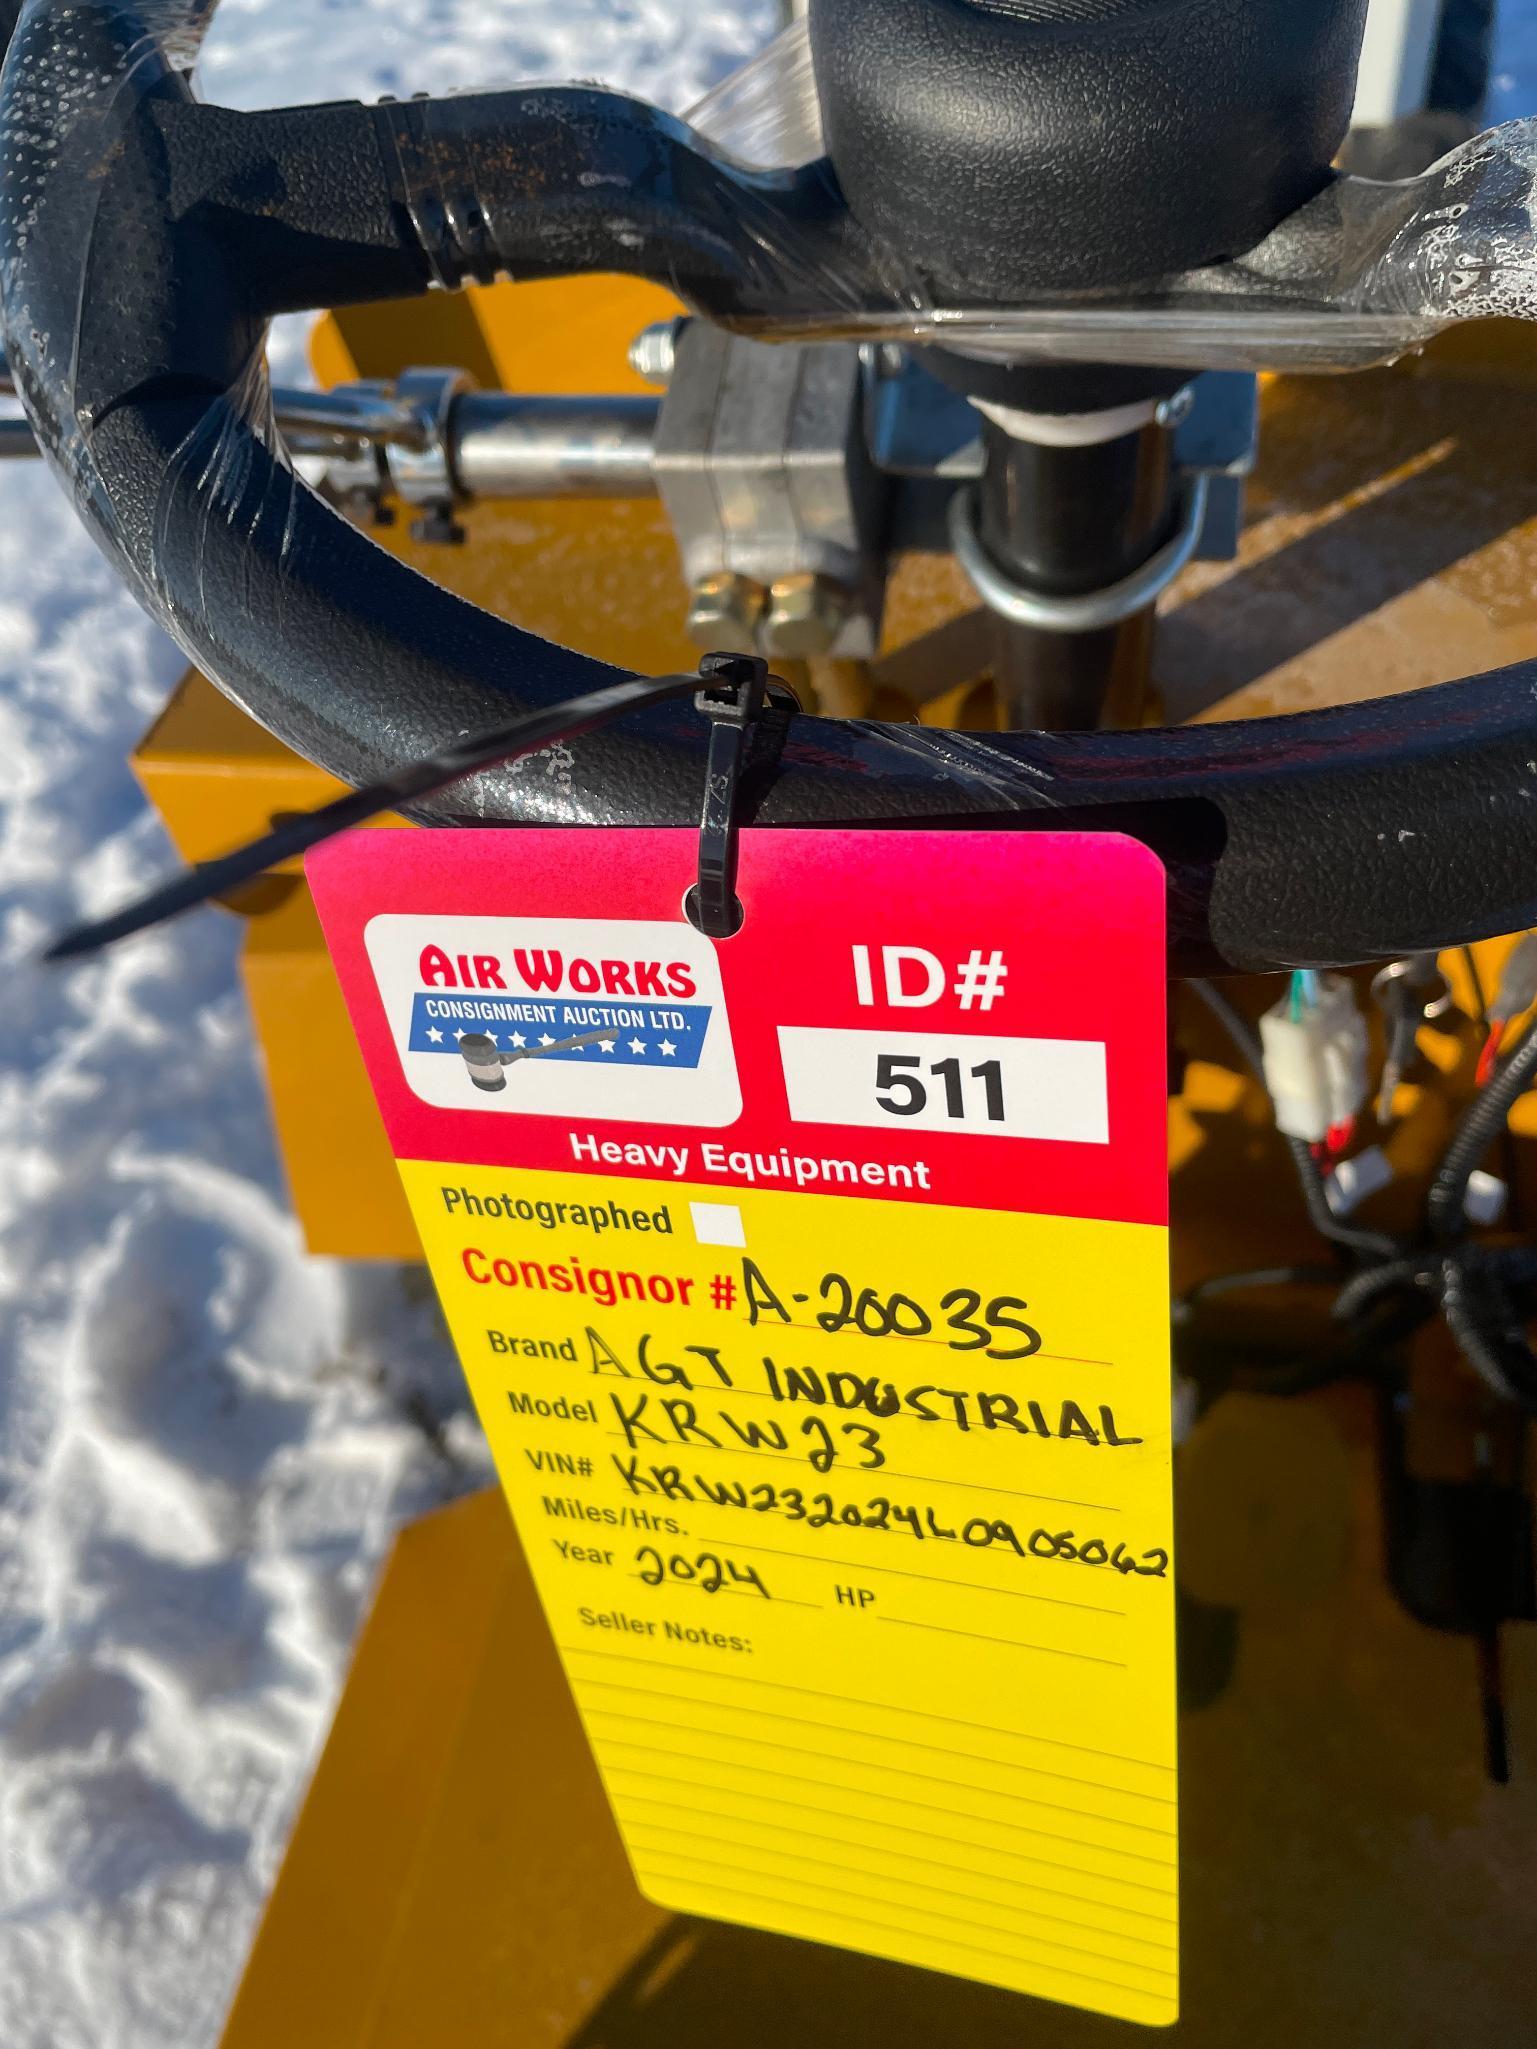 AIR WORKS
CONSIGNMENT AUCTION LTD.
ID#
511
Heavy Equipment
Photographed
Consignor # A-20035
Brand AGT INDUSTRIAL
Model KRW23
VIN# KRW232024L0905062
Miles/Hrs.
Year 2024 HP
Seller Notes: